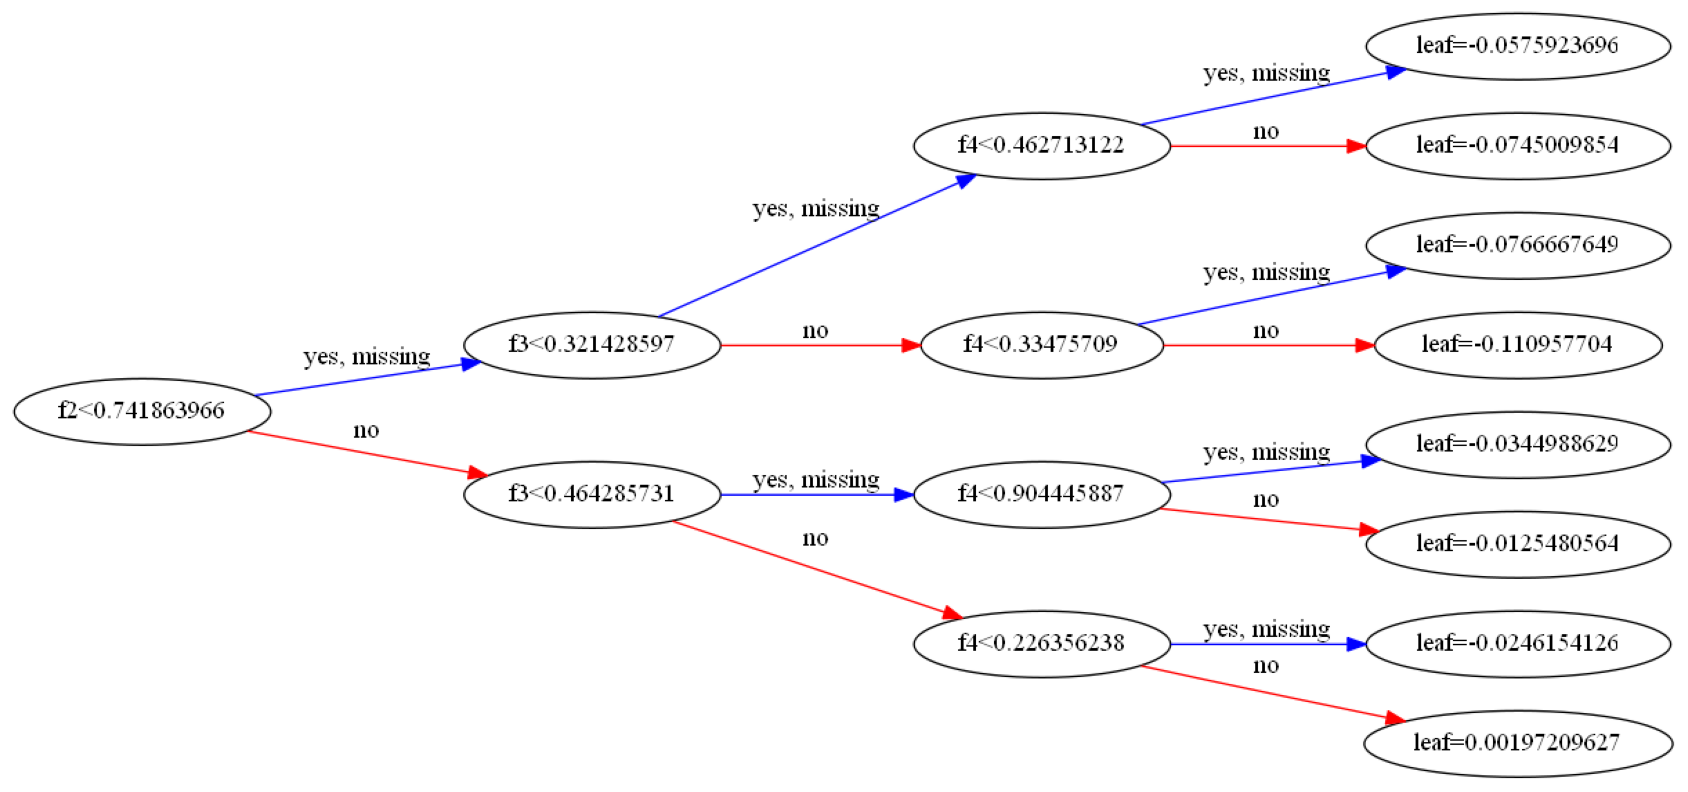 leaf=-0.0575923696
yes, missing
f4<0.462713122
no
leaf=-0.0745009854
yes, missing
leaf=-0.0766667649
yes, missing
f3<0.321428597
no
f4<0.33475709
no
leaf=-0.110957704
yes, missing
f2<0.741863966
no
leaf=-0.0344988629
yes, missing
f3<0.464285731
yes, missing
f4<0.904445887
no
leaf=-0.0125480564
no
leaf=-0.0246154126
yes, missing
f4<0.226356238
no
leaf=0.00197209627